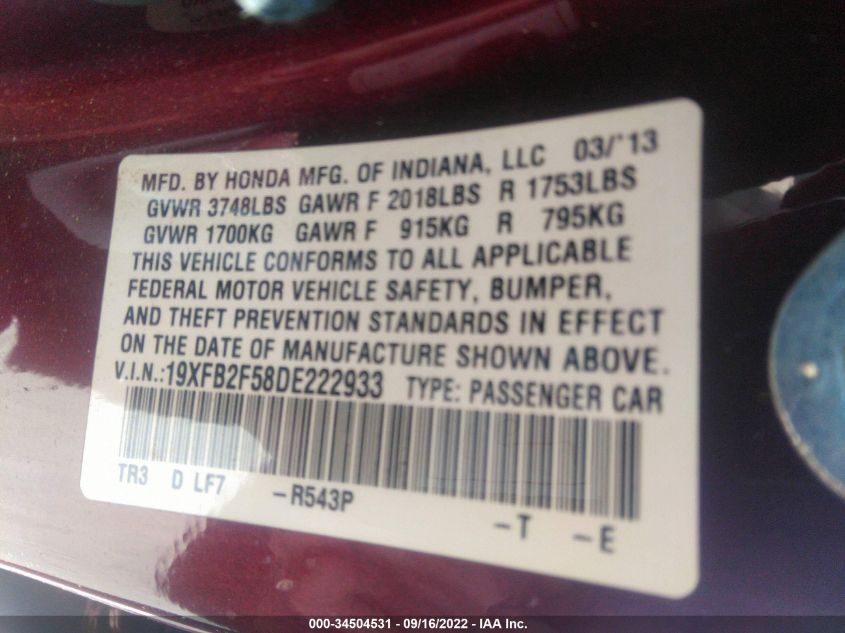 MFD. BY HONDA MFG. OF INDIANA, LLC 03/'13
GVWR 3748LBS GAWR F 2018LBS R 1753LBS
GVWR 1700KG GAWR F 915KG R 795KG
THIS VEHICLE CONFORMS TO ALL APPLICABLE
FEDERAL MOTOR VEHICLE SAFETY, BUMPER,
AND THEFT PREVENTION STANDARDS IN EFFECT
ON THE DATE OF MANUFACTURE SHOWN ABOVE.
V.I.N.:19XFB2F58DE222933 TYPE: PASSENGER CAR
TR3 D LF7 -R543P -T -E
000-34504531 - 09/16/2022 - IAA Inc.